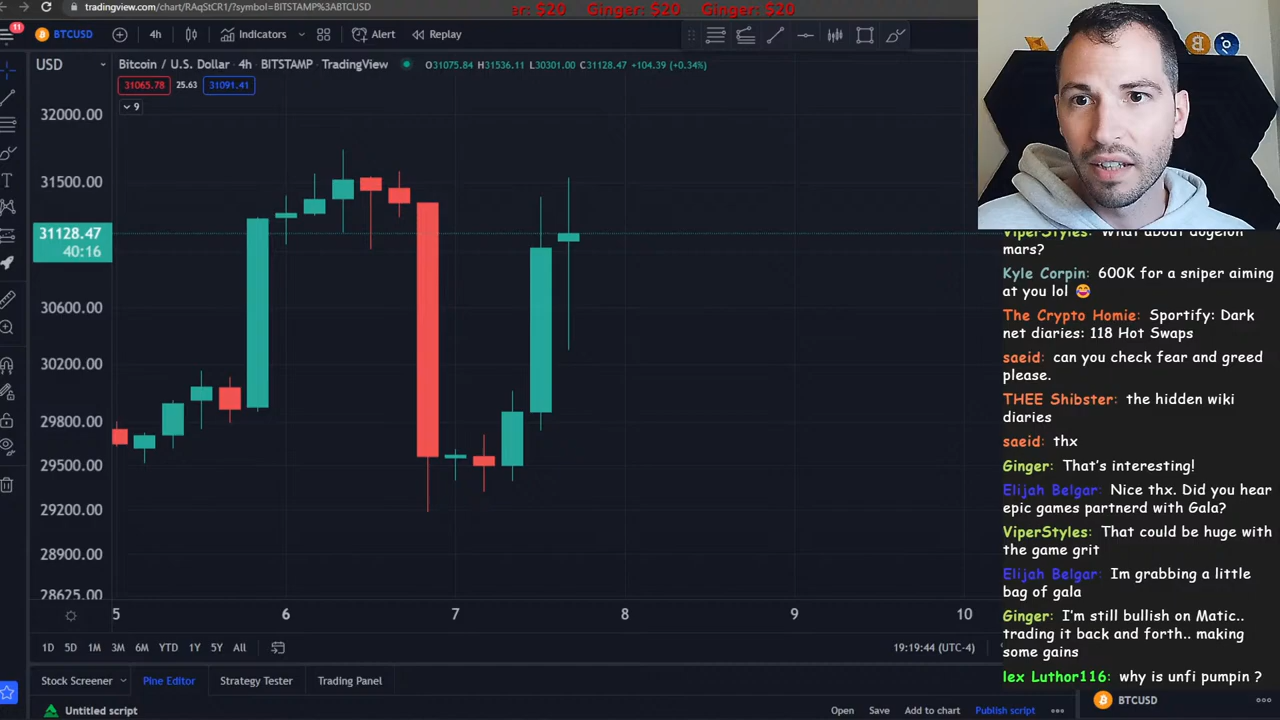 tradingview.com/chart/RAqStCR1/?symbol=BITSTAMP%3ABTCUSD
er: $20 Ginger: $20 Ginger: $20
11
BTCUSD 4h Indicators Alert Replay
USD
Bitcoin / U.S. Dollar · 4h · BITSTAMP · TradingView O31075.84 H31536.11 L30301.00 C31128.47 +104.39 (+0.34%)
31065.78 25.63 31091.41
9
32000.00
31500.00
31128.47
40:16
30600.00
30200.00
29800.00
29500.00
29200.00
28900.00
28625.00
5 6 7 8 9 10
1D 5D 1M 3M 6M YTD 1Y 5Y All
19:19:44 (UTC-4)
Stock Screener Pine Editor Strategy Tester Trading Panel
Untitled script
Open Save Add to chart Publish script
ViperStyles: What about dogelon
mars?
Kyle Corpin: 600K for a sniper aiming
at you lol 😂
The Crypto Homie: Sportify: Dark
net diaries: 118 Hot Swaps
saeid: can you check fear and greed
please.
THEE Shibster: the hidden wiki
diaries
saeid: thx
Ginger: That's interesting!
Elijah Belgar: Nice thx. Did you hear
epic games partnerd with Gala?
ViperStyles: That could be huge with
the game grit
Elijah Belgar: Im grabbing a little
bag of gala
Ginger: I'm still bullish on Matic..
trading it back and forth.. making
some gains
lex Luthor116: why is unfi pumpin ?
BTCUSD